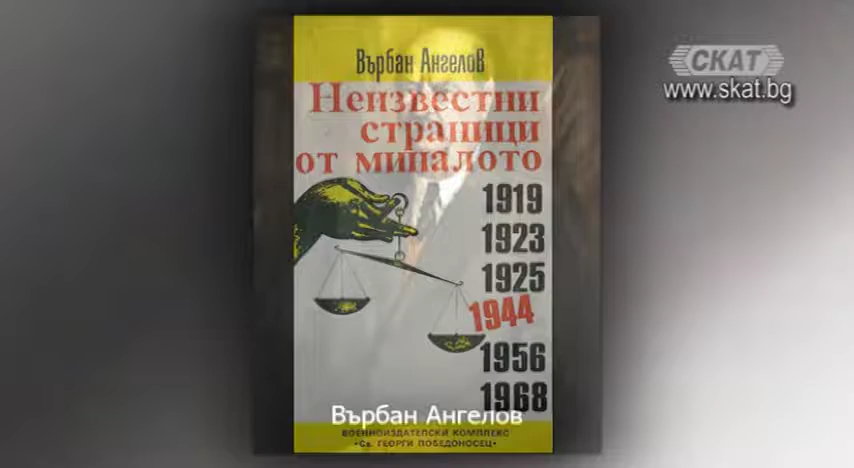 СКАТ
www.skat.bg
Върбан Ангелов
Неизвестни
страници
от миналото
1919
1923
1925
1944
1956
1968
Върбан Ангелов
ВОЕННОИЗДАТЕЛСКИ КОМПЛЕКС
«Св. ГЕОРГИ ПОБЕДОНОСЕЦ»